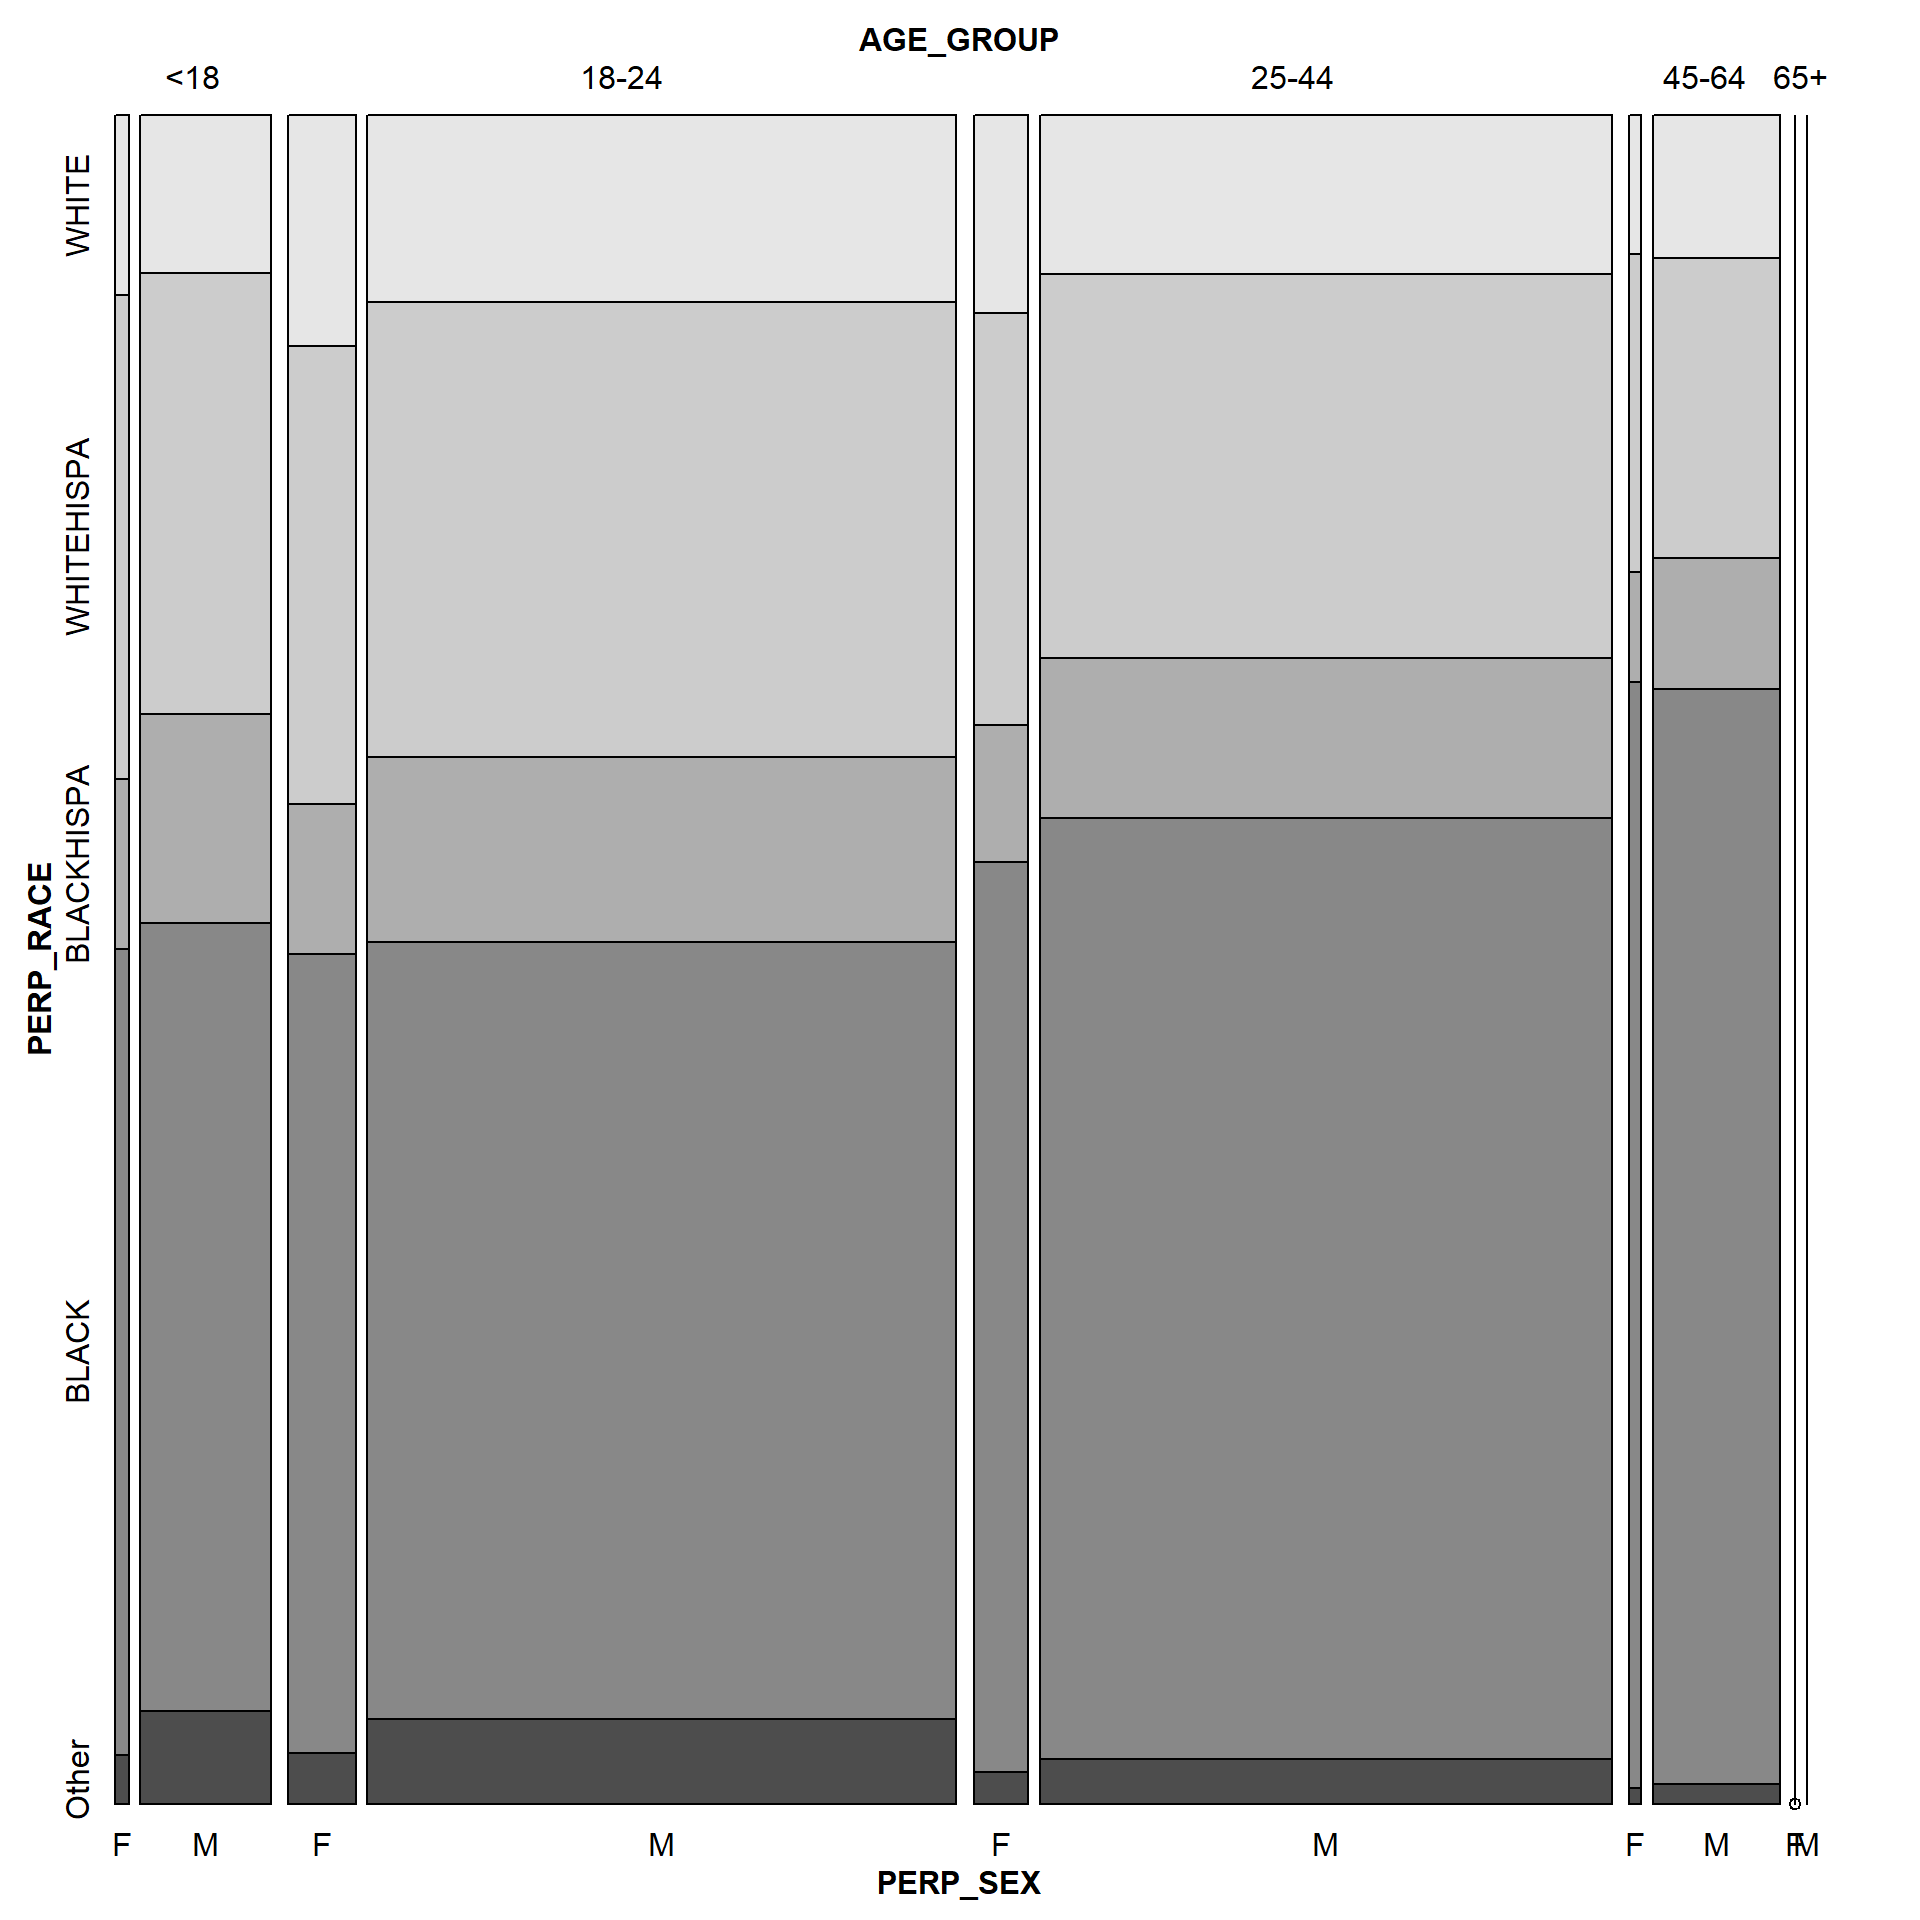 AGE_GROUP
<18 18-24 25-44 45-64 65+
PERP_RACE
WHITE
WHITEHISPA
BLACKHISPA
BLACK
Other
F M F M F M F M F M
PERP_SEX